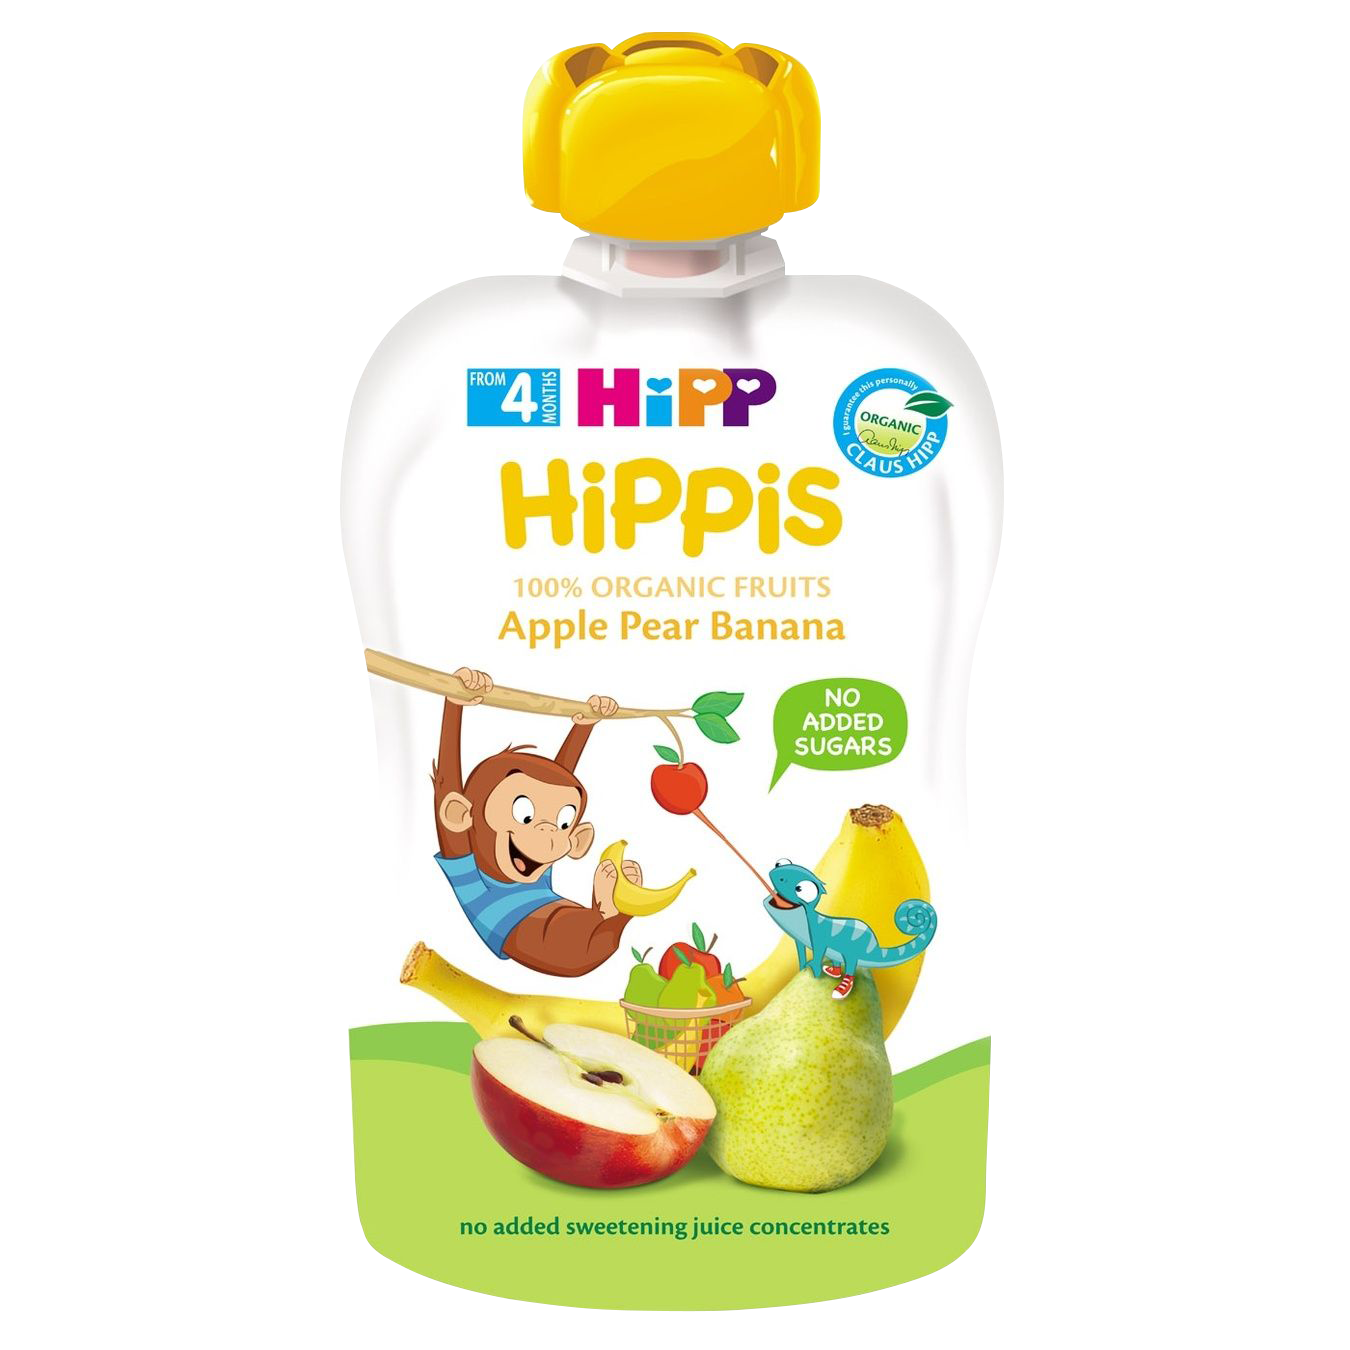 FROM 4 MONTHS
HiPP
I guarantee this personally
ORGANIC
CLAUS HIPP
HiPPiS
100% ORGANIC FRUITS
Apple Pear Banana
NO
ADDED
SUGARS
no added sweetening juice concentrates